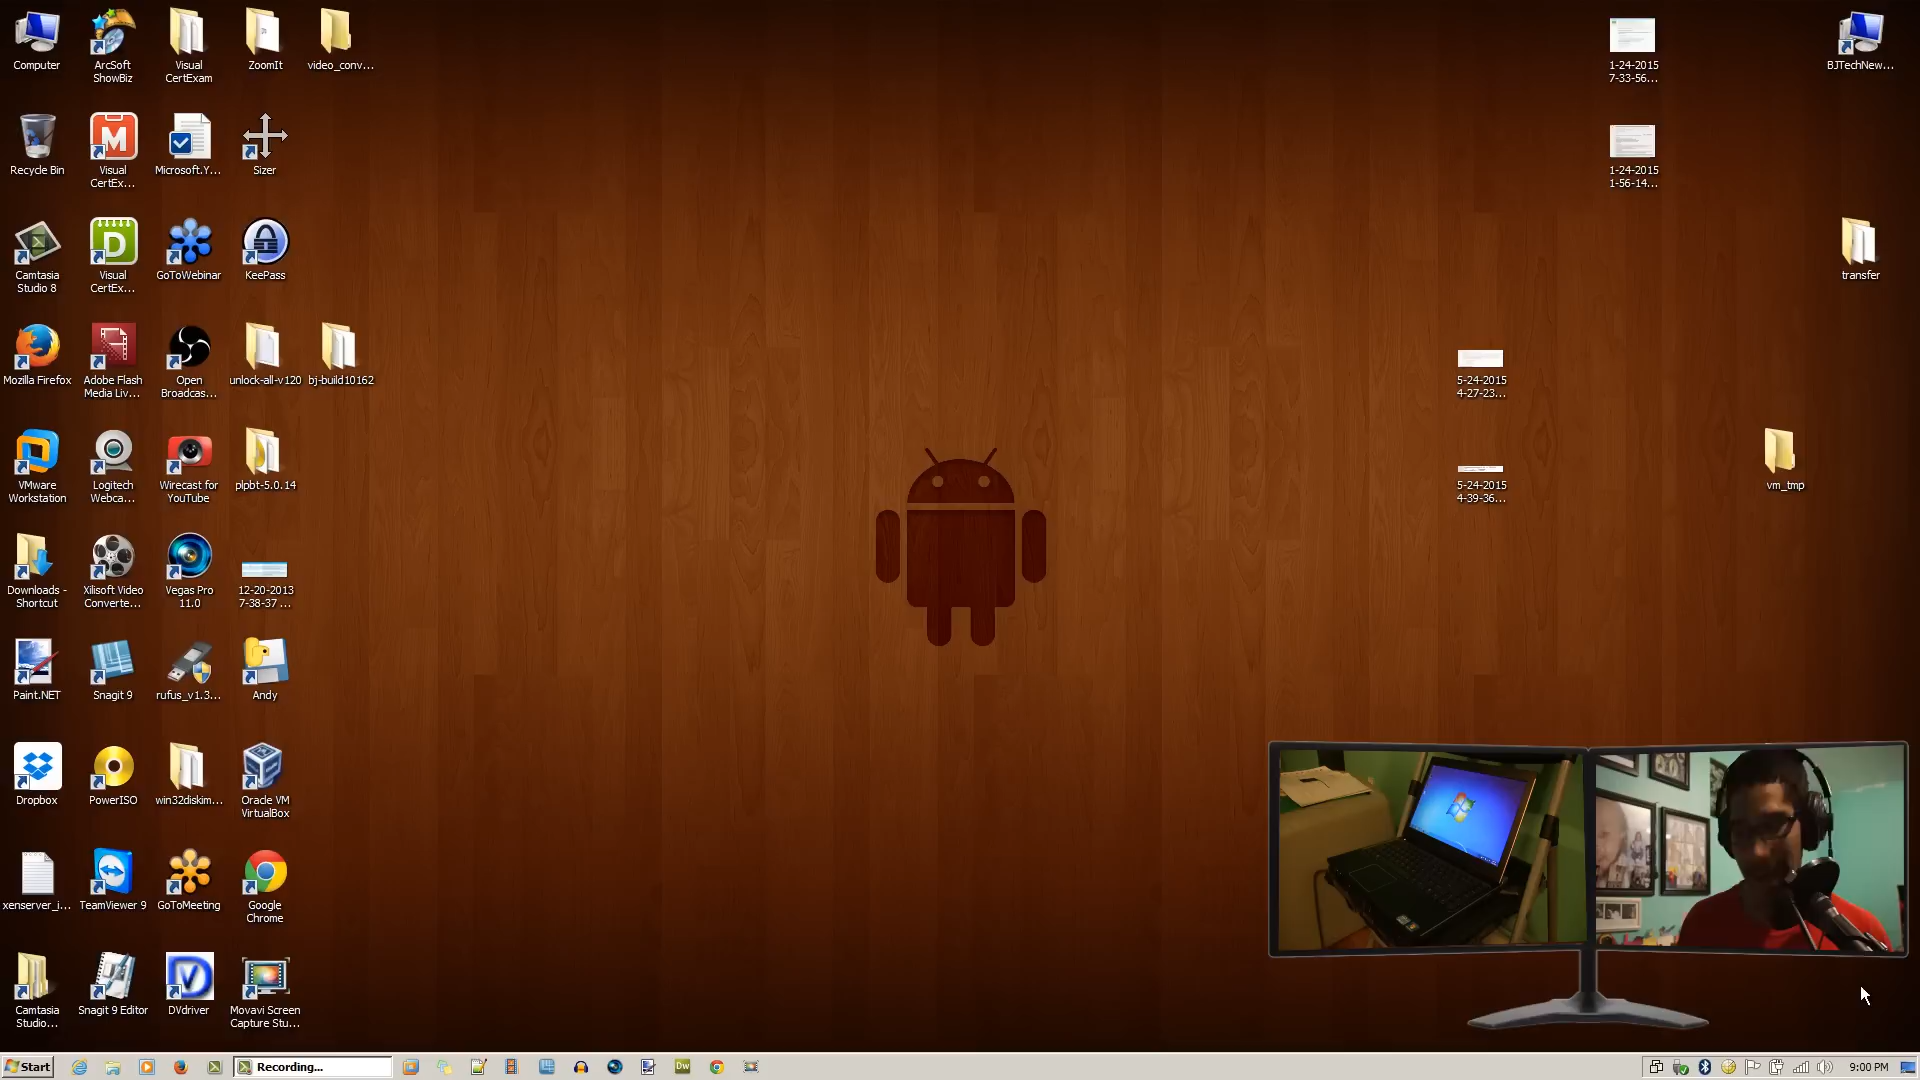 Computer
ArcSoft
ShowBiz
Visual
CertExam
ZoomIt
video_conv...
1-24-2015
7-33-56...
BJTechNew...
Recycle Bin
Visual
CertEx...
Microsoft.Y...
Sizer
1-24-2015
1-56-14...
Camtasia
Studio 8
Visual
CertEx...
GoToWebinar
KeePass
transfer
Mozilla Firefox
Adobe Flash
Media Liv...
Open
Broadcas...
unlock-all-v120
bj-build10162
5-24-2015
4-27-23...
VMware
Workstation
Logitech
Webca...
Wirecast for
YouTube
plpbt-5.0.14
5-24-2015
4-39-36...
vm_tmp
Downloads -
Shortcut
Xilisoft Video
Converte...
Vegas Pro
11.0
12-20-2013
7-38-37 ...
Paint.NET
Snagit 9
rufus_v1.3...
Andy
Dropbox
PowerISO
win32diskim...
Oracle VM
VirtualBox
xenserver_i...
TeamViewer 9
GoToMeeting
Google
Chrome
Camtasia
Studio...
Snagit 9 Editor
DVdriver
Movavi Screen
Capture Stu...
Start
Recording...
Dw
9:00 PM